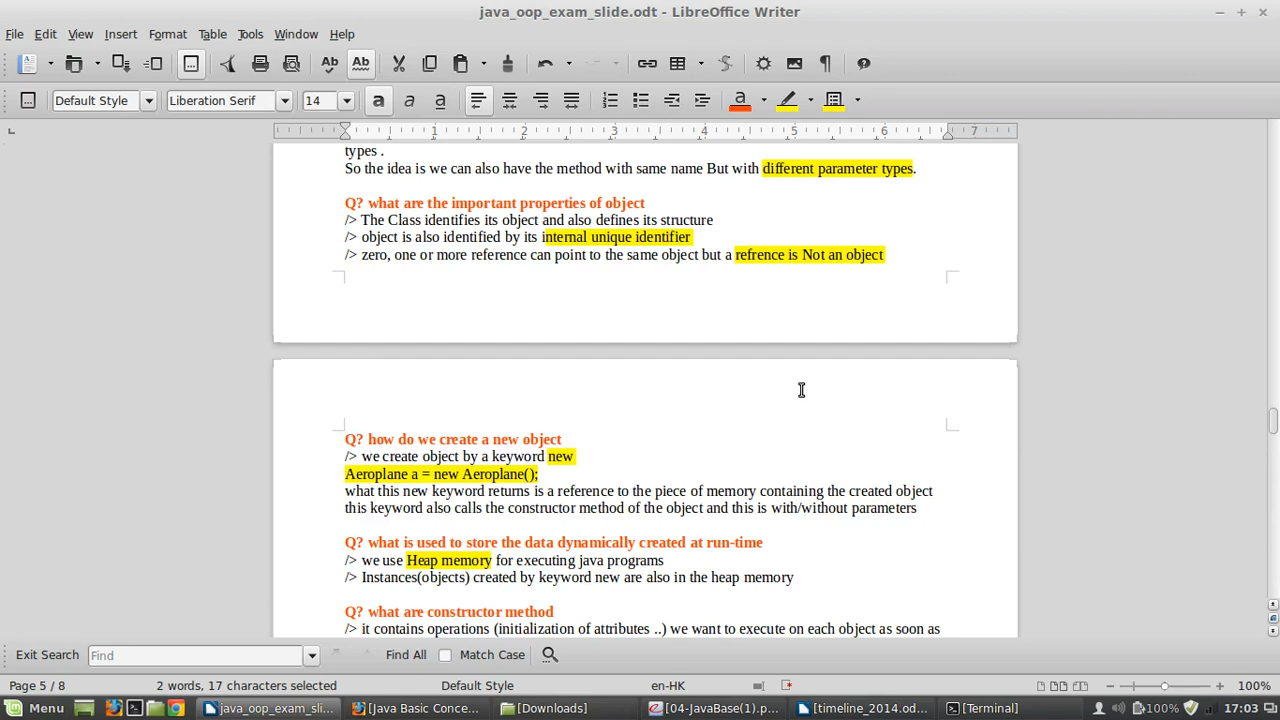 java_oop_exam_slide.odt - LibreOffice Writer
File Edit View Insert Format Table Tools Window Help
Default Style Liberation Serif 14
1 2 3 4 5 6 7
types .
So the idea is we can also have the method with same name But with different parameter types.
Q? what are the important properties of object
/> The Class identifies its object and also defines its structure
/> object is also identified by its internal unique identifier
/> zero, one or more reference can point to the same object but a refrence is Not an object
Q? how do we create a new object
/> we create object by a keyword new
Aeroplane a = new Aeroplane();
what this new keyword returns is a reference to the piece of memory containing the created object
this keyword also calls the constructor method of the object and this is with/without parameters
Q? what is used to store the data dynamically created at run-time
/> we use Heap memory for executing java programs
/> Instances(objects) created by keyword new are also in the heap memory
Q? what are constructor method
/> it contains operations (initialization of attributes ..) we want to execute on each object as soon as
Exit Search Find Find All Match Case
Page 5 / 8 2 words, 17 characters selected Default Style en-HK 100%
Menu java_oop_exam_sli... [Java Basic Conce... [Downloads] [04-JavaBase(1).p... [timeline_2014.od... [Terminal] 100% 17:03